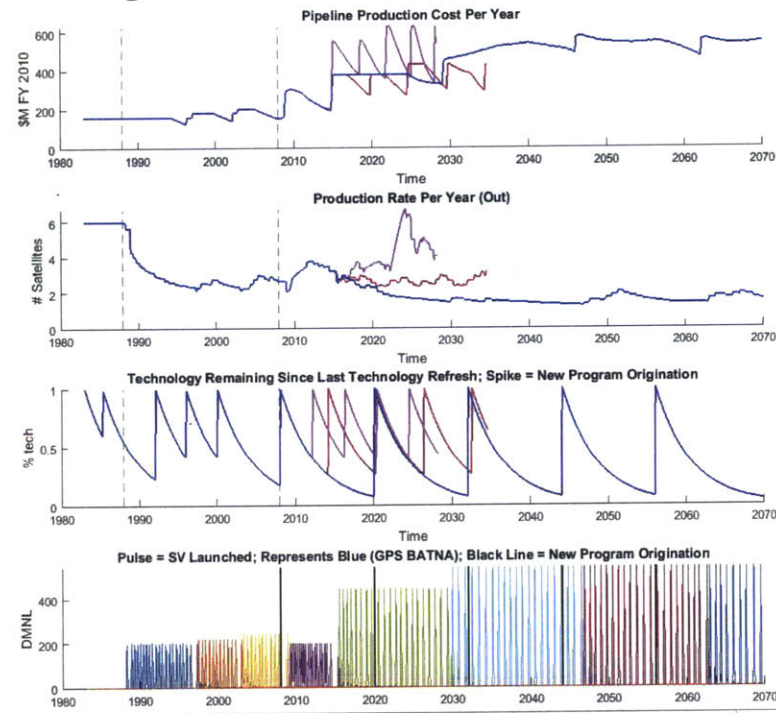 Pipeline Production Cost Per Year
600
400
200
0
$M FY 2010
1980 1990 2000 2010 2020 2030 2040 2050 2060 2070
Time
Production Rate Per Year (Out)
6
4
2
0
# Satellites
1980 1990 2000 2010 2020 2030 2040 2050 2060 2070
Time
Technology Remaining Since Last Technology Refresh; Spike = New Program Origination
1
0.5
0
% tech
1980 1990 2000 2010 2020 2030 2040 2050 2060 2070
Time
Pulse = SV Launched; Represents Blue (GPS BATNA); Black Line = New Program Origination
400
200
0
DMNL
1980 1990 2000 2010 2020 2030 2040 2050 2060 2070